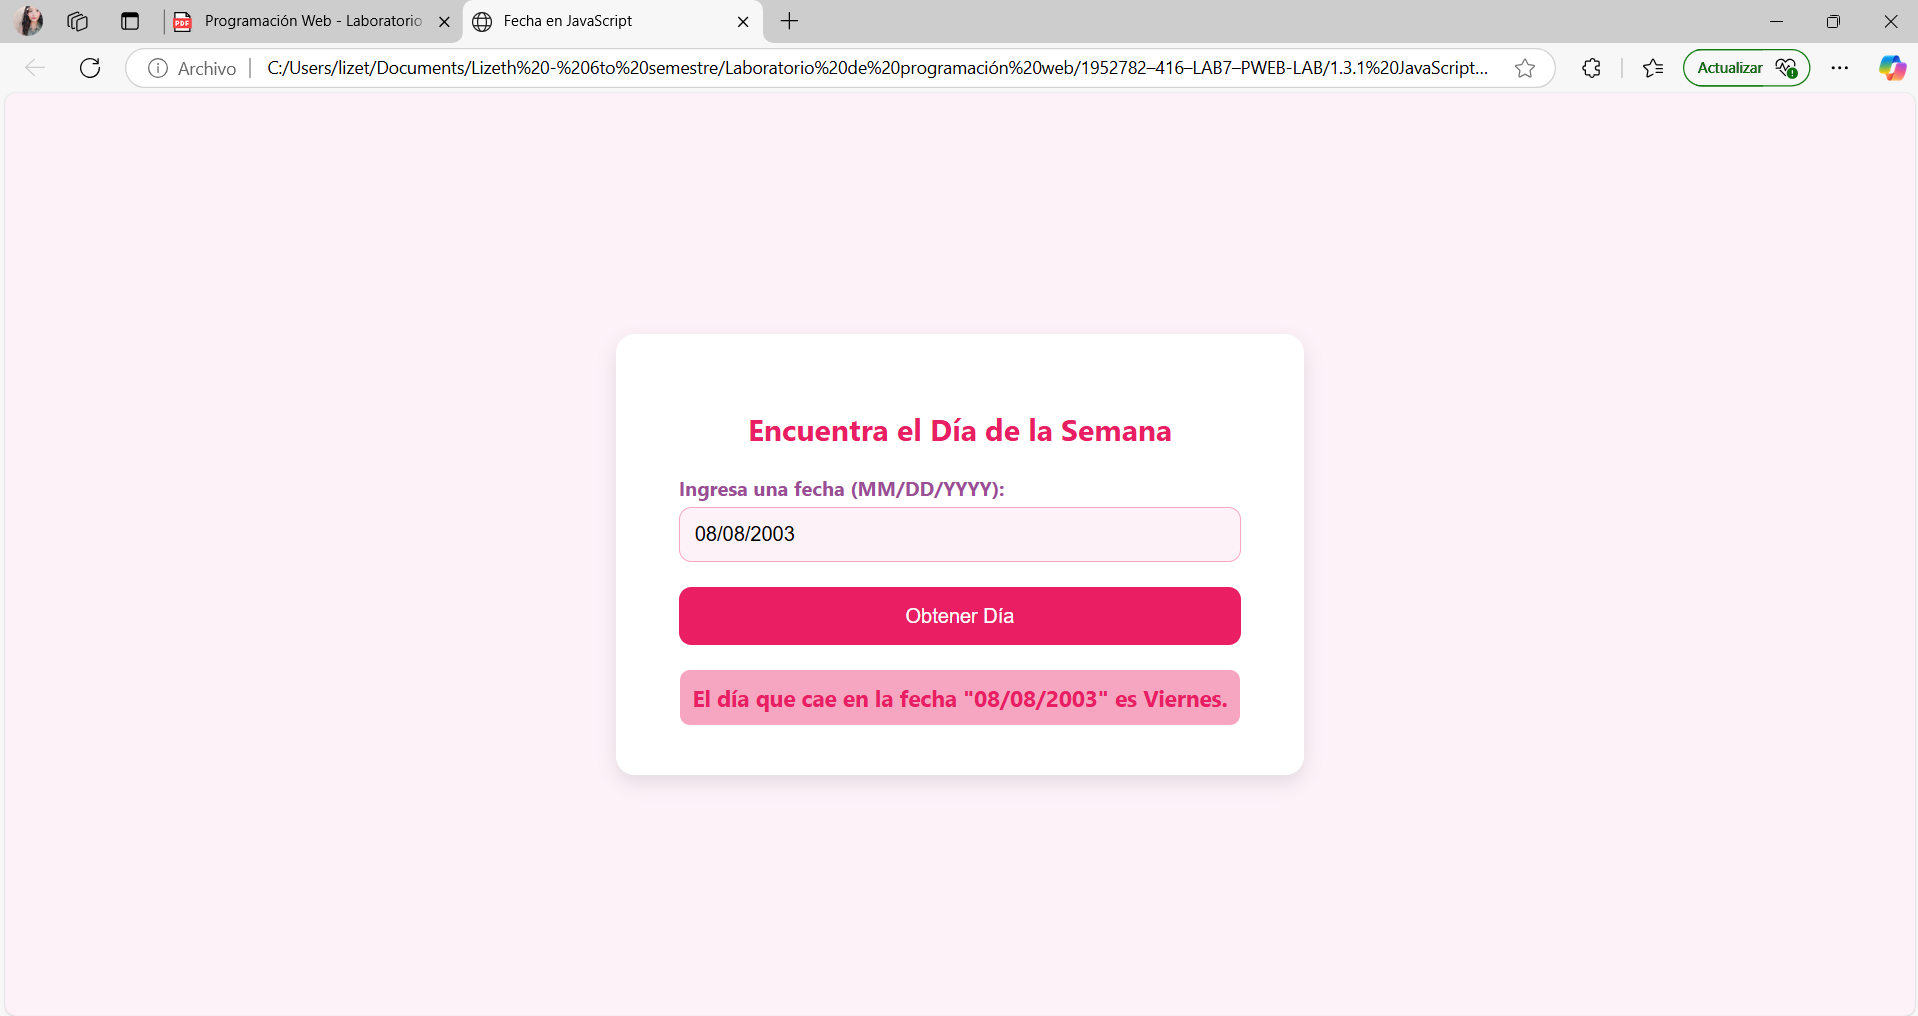 Programación Web - Laboratorio
Fecha en JavaScript
Archivo
C:/Users/lizet/Documents/Lizeth%20-%206to%20semestre/Laboratorio%20de%20programación%20web/1952782–416–LAB7–PWEB-LAB/1.3.1%20JavaScript...
Actualizar
Encuentra el Día de la Semana
Ingresa una fecha (MM/DD/YYYY):
08/08/2003
Obtener Día
El día que cae en la fecha "08/08/2003" es Viernes.